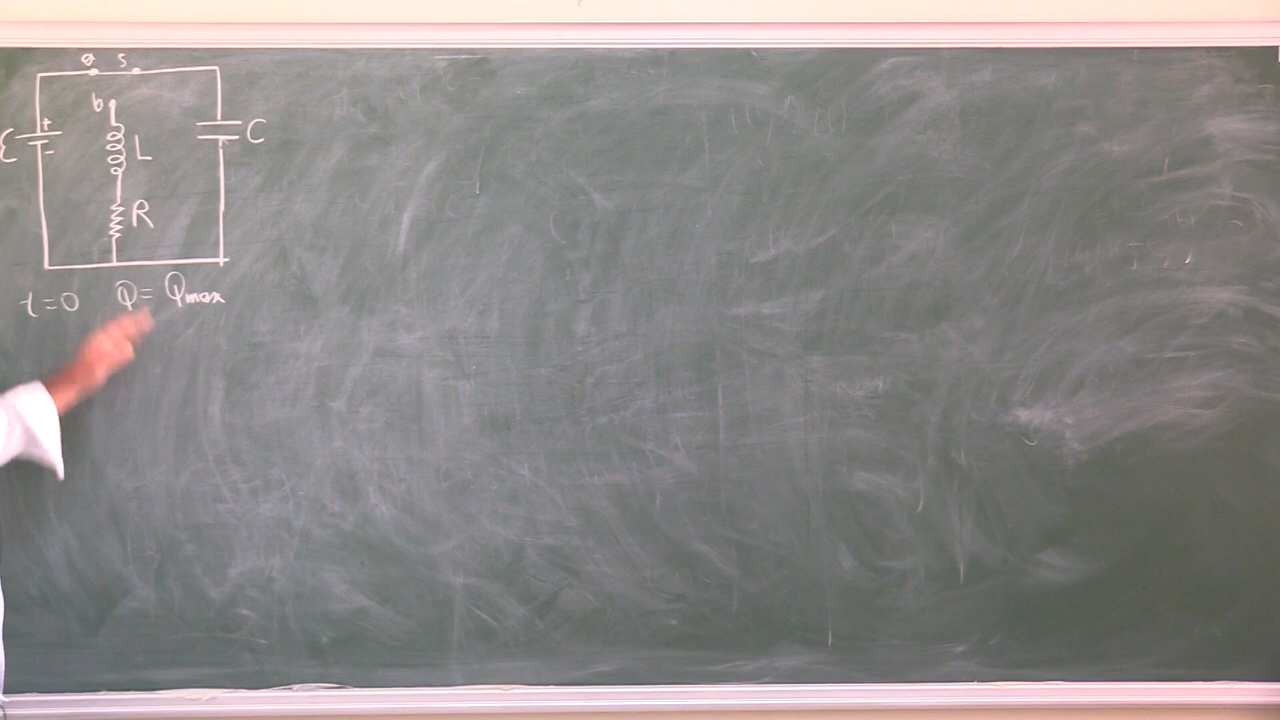 a s
b
+
ℰ - L C
R
t=0 Q= Qmax